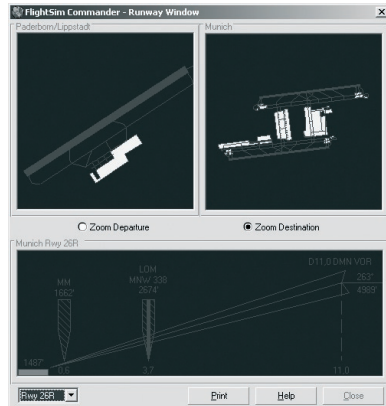 FlightSim Commander - Runway Window
Paderborn/Lippstadt
Munich
Zoom Departure
Zoom Destination
Munich Rwy 26R
D11.0 DMN VOR
LOM
MM
MNW 338
263°
1662'
2674'
4989'
1487'
0.6
3.7
11.0
Rwy 26R
Print
Help
Close